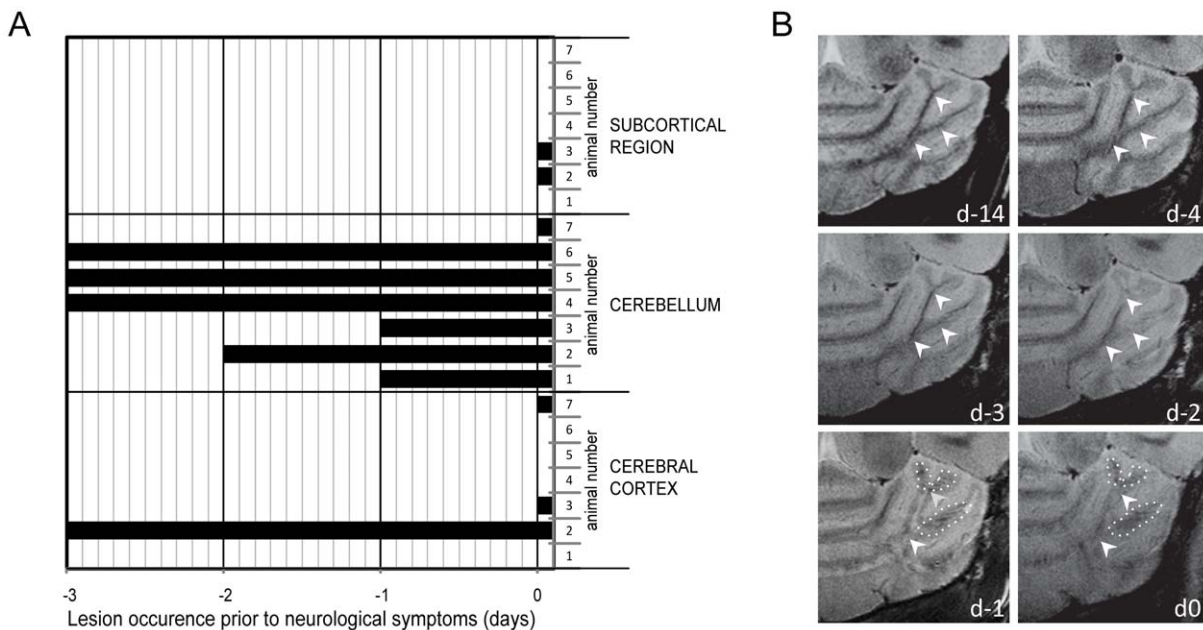 A
7
6
5
4
3
2
1
animal number
SUBCORTICAL
REGION
7
6
5
4
3
2
1
animal number
CEREBELLUM
7
6
5
4
3
2
1
animal number
CEREBRAL
CORTEX
-3 -2 -1 0
Lesion occurence prior to neurological symptoms (days)
B
d-14 d-4
d-3 d-2
d-1 d0